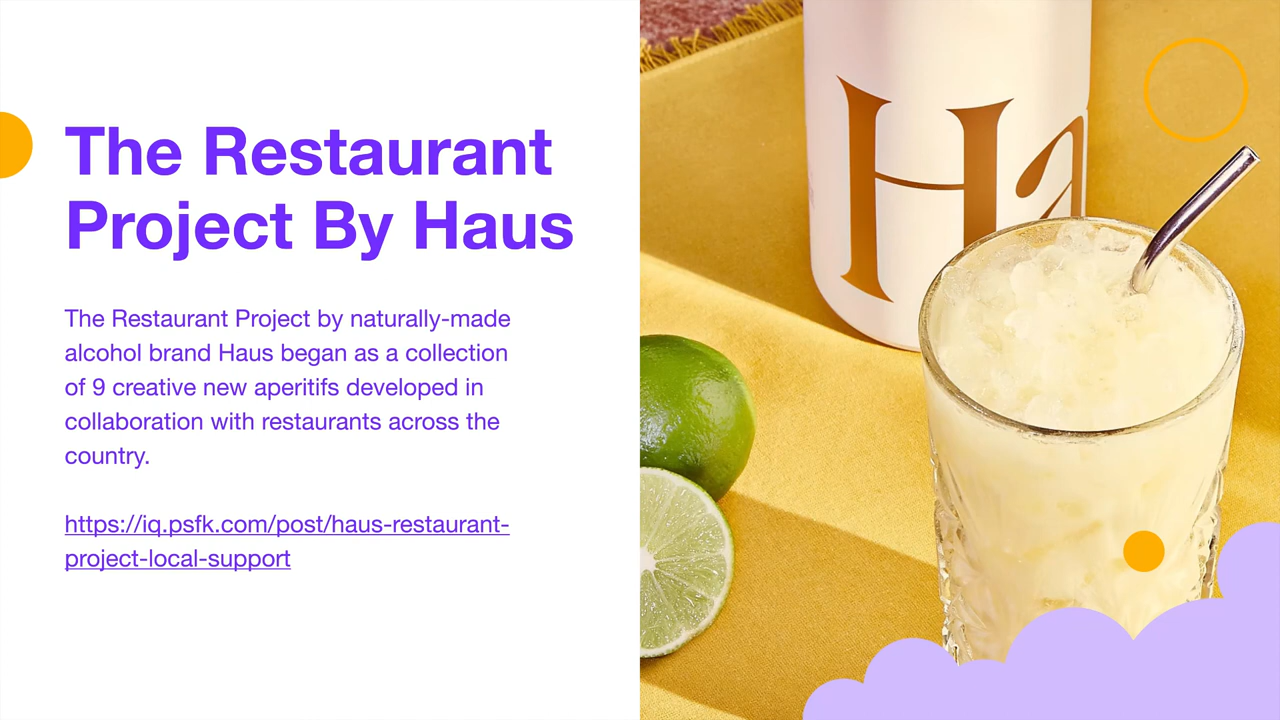 The Restaurant
Project By Haus
The Restaurant Project by naturally-made
alcohol brand Haus began as a collection
of 9 creative new aperitifs developed in
collaboration with restaurants across the
country.
https://iq.psfk.com/post/haus-restaurant-
project-local-support
Ha